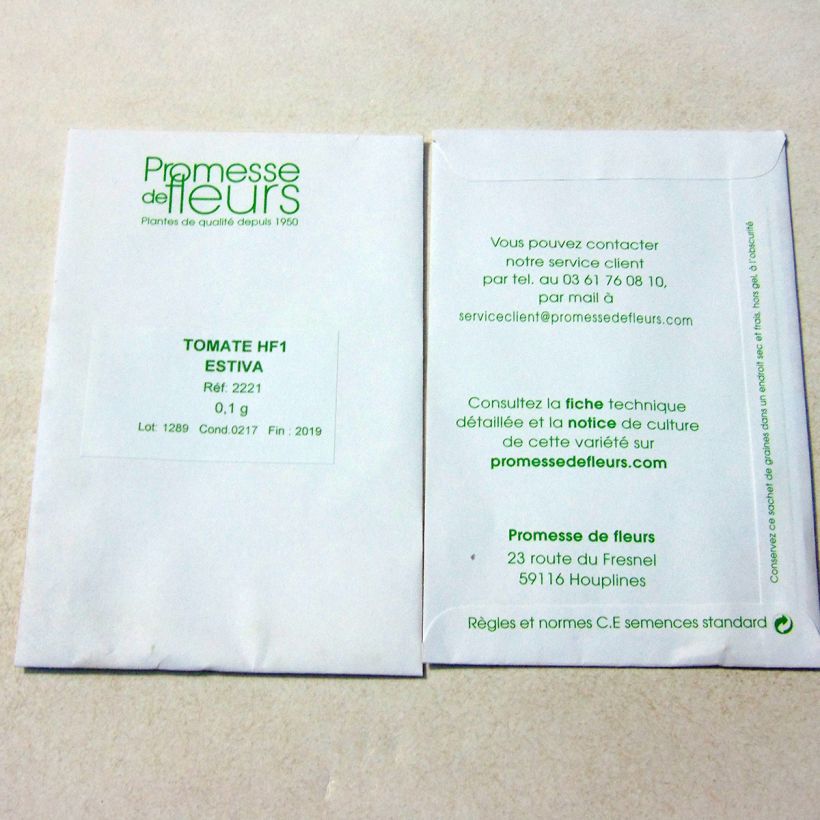 Promesse
de fleurs
Plantes de qualité depuis 1950
TOMATE HF1
ESTIVA
Réf: 2221
0,1 g
Lot: 1289 Cond.0217 Fin : 2019
Vous pouvez contacter
notre service client
par tel. au 03 61 76 08 10,
par mail à
serviceclient@promessedefleurs.com
Consultez la fiche technique
détaillée et la notice de culture
de cette variété sur
promessedefleurs.com
Promesse de fleurs
23 route du Fresnel
59116 Houplines
Règles et normes C.E semences standard
Conservez ce sachet de graines dans un endroit sec et frais, hors gel, à l'obscurité